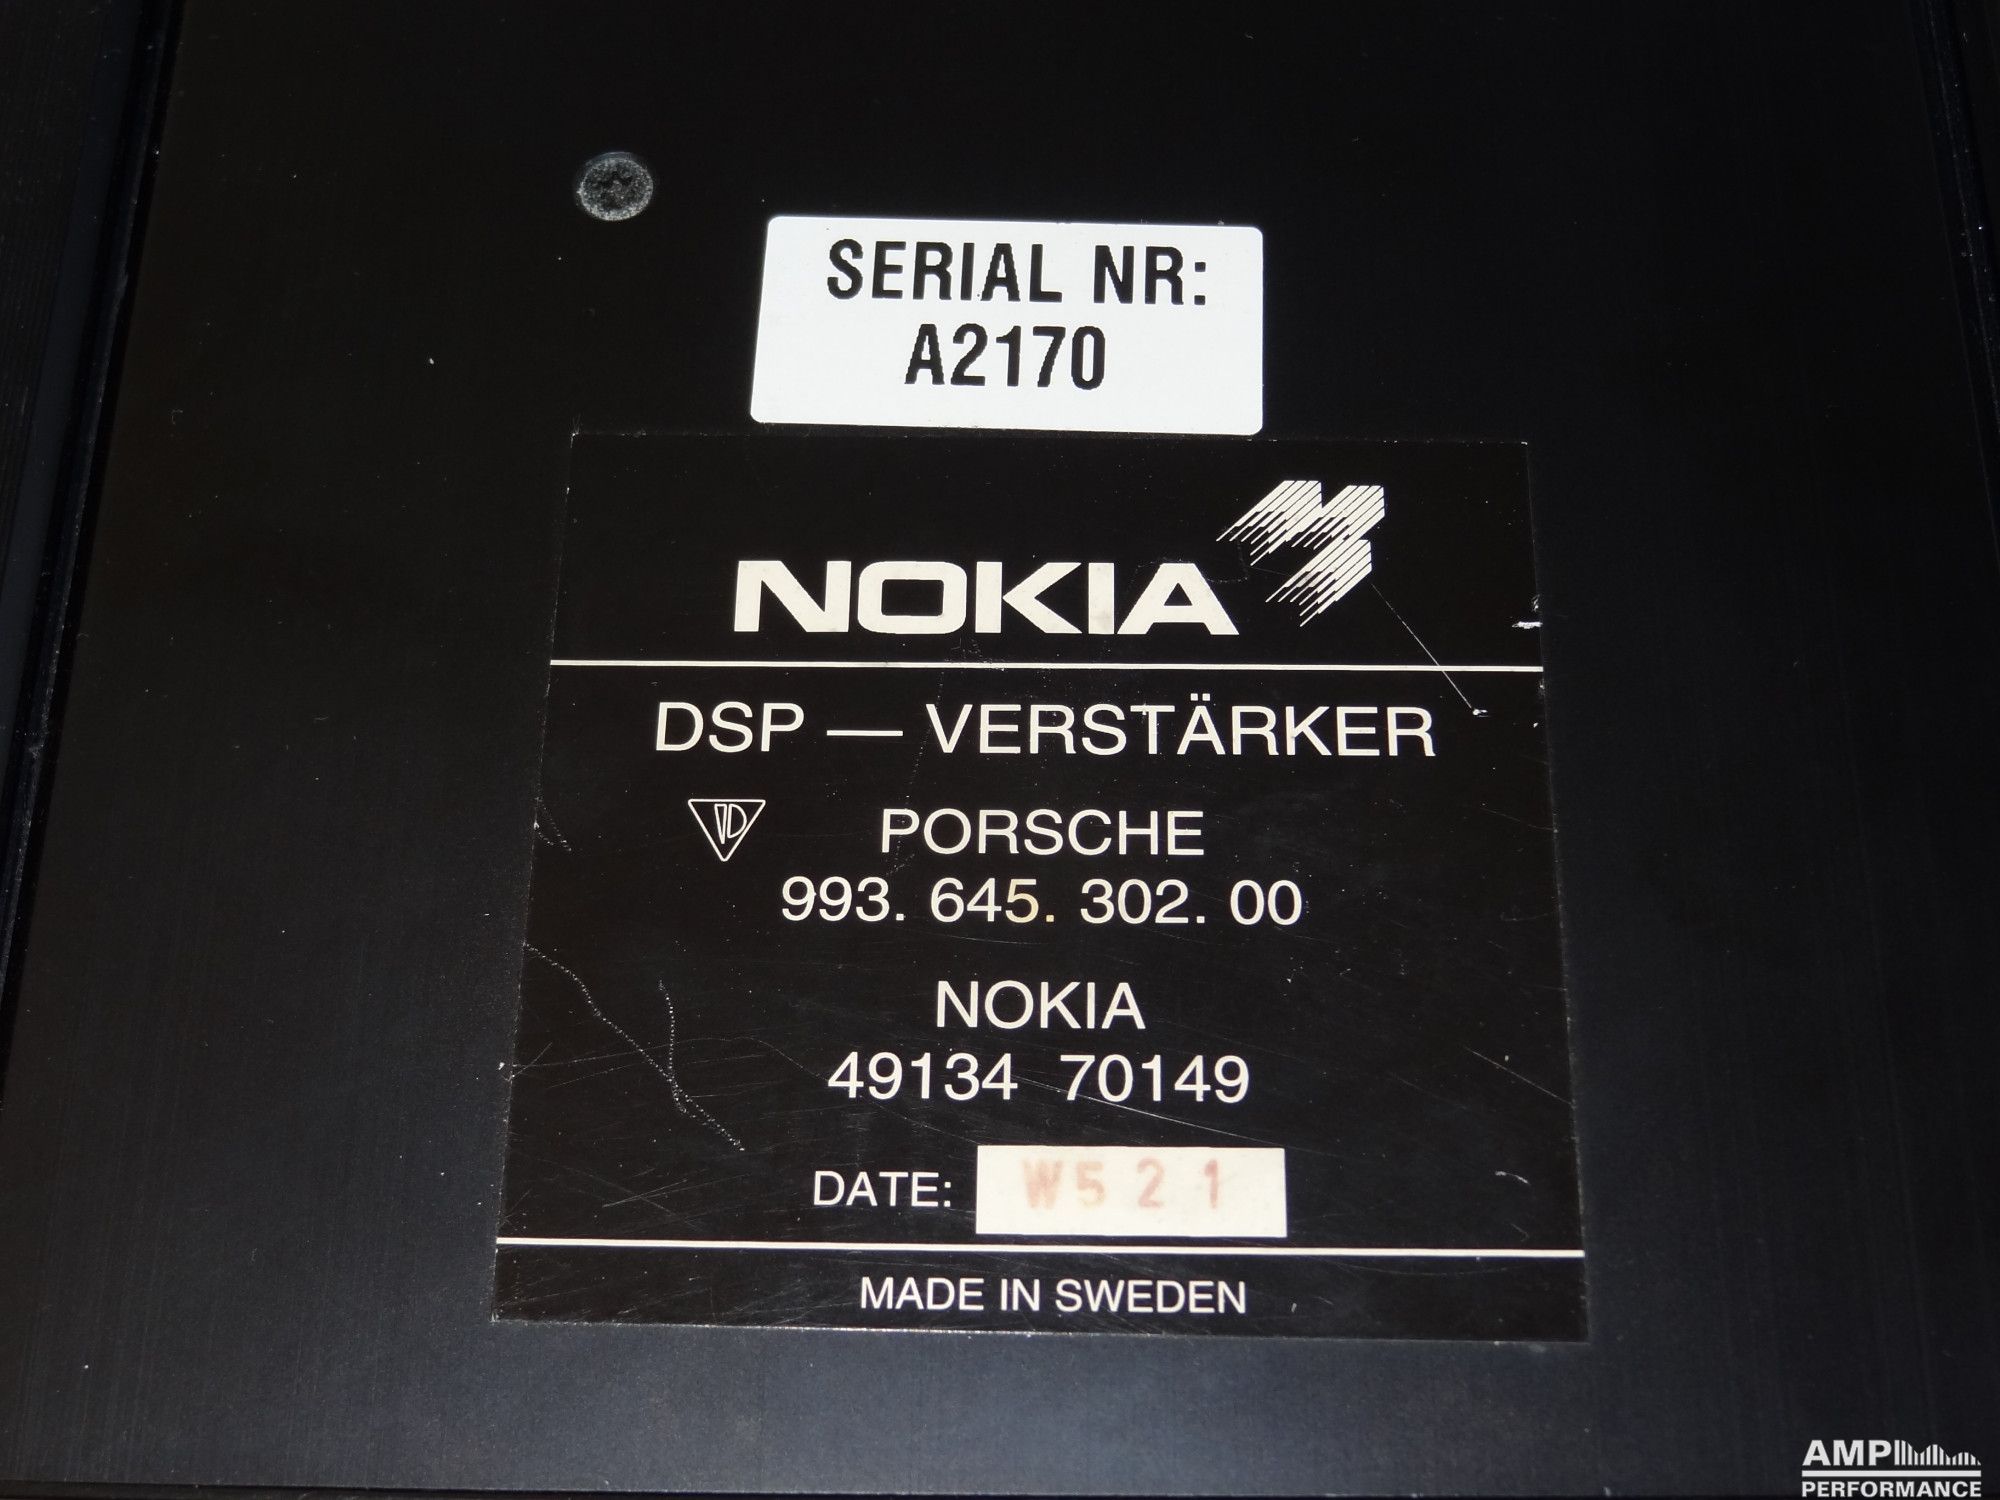 SERIAL NR:
A2170
NOKIA
DSP — VERSTÄRKER
PORSCHE
993. 645. 302. 00
NOKIA
49134 70149
DATE: W521
MADE IN SWEDEN
AMP
PERFORMANCE